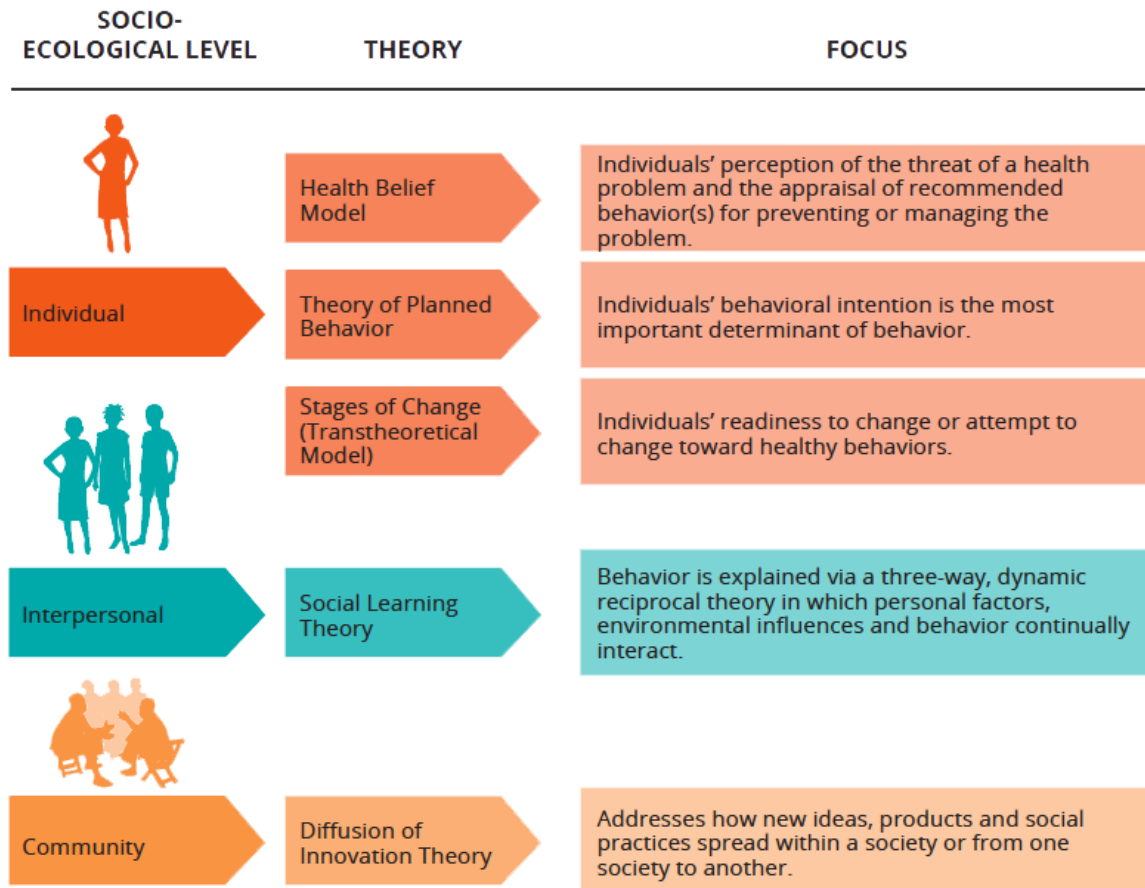 SOCIO-
ECOLOGICAL LEVEL
THEORY
FOCUS
Individual
Health Belief
Model
Individuals’ perception of the threat of a health
problem and the appraisal of recommended
behavior(s) for preventing or managing the
problem.
Theory of Planned
Behavior
Individuals’ behavioral intention is the most
important determinant of behavior.
Stages of Change
(Transtheoretical
Model)
Individuals’ readiness to change or attempt to
change toward healthy behaviors.
Interpersonal
Social Learning
Theory
Behavior is explained via a three-way, dynamic
reciprocal theory in which personal factors,
environmental influences and behavior continually
interact.
Community
Diffusion of
Innovation Theory
Addresses how new ideas, products and social
practices spread within a society or from one
society to another.